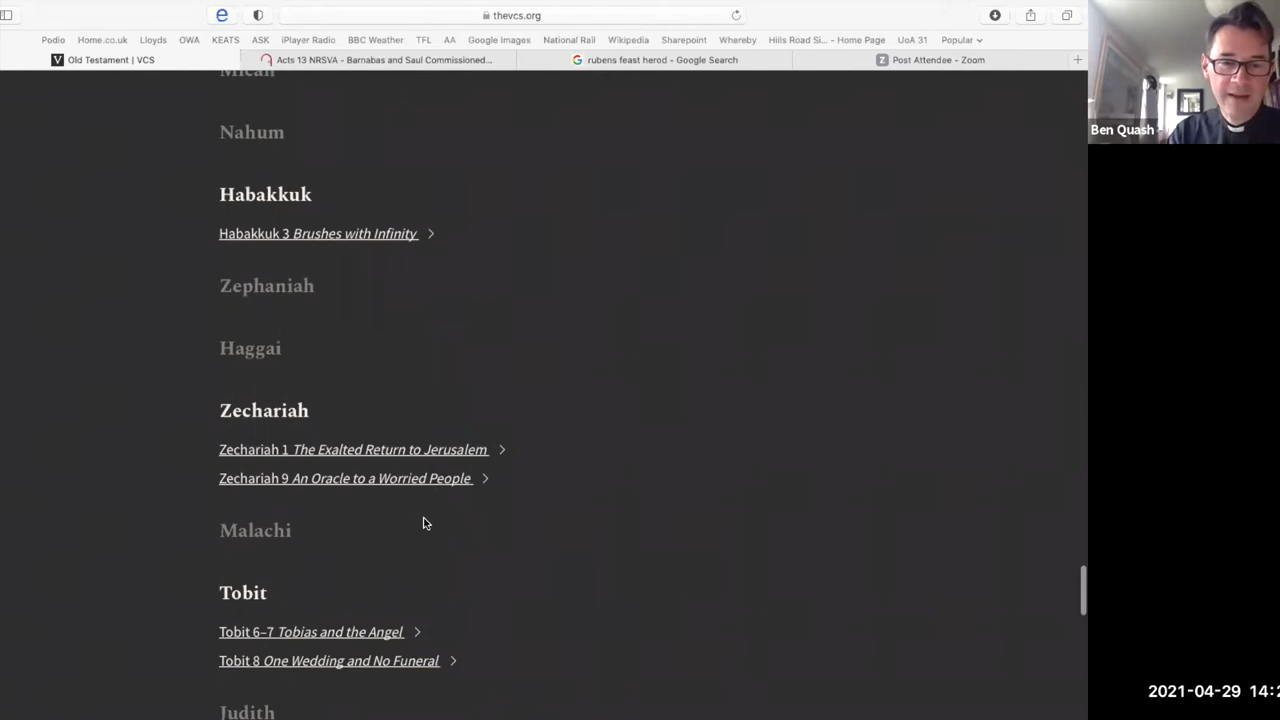 thevcs.org
Podio Home.co.uk Lloyds OWA KEATS ASK iPlayer Radio BBC Weather TFL AA Google Images National Rail Wikipedia Sharepoint Whereby Hills Road Si... - Home Page UoA 31 Popular
Old Testament | VCS
Acts 13 NRSVA - Barnabas and Saul Commissioned...
rubens feast herod - Google Search
Post Attendee - Zoom
Micah
Nahum
Habakkuk
Habakkuk 3 Brushes with Infinity
Zephaniah
Haggai
Zechariah
Zechariah 1 The Exalted Return to Jerusalem
Zechariah 9 An Oracle to a Worried People
Malachi
Tobit
Tobit 6–7 Tobias and the Angel
Tobit 8 One Wedding and No Funeral
Judith
Ben Quash
2021-04-29 14:2